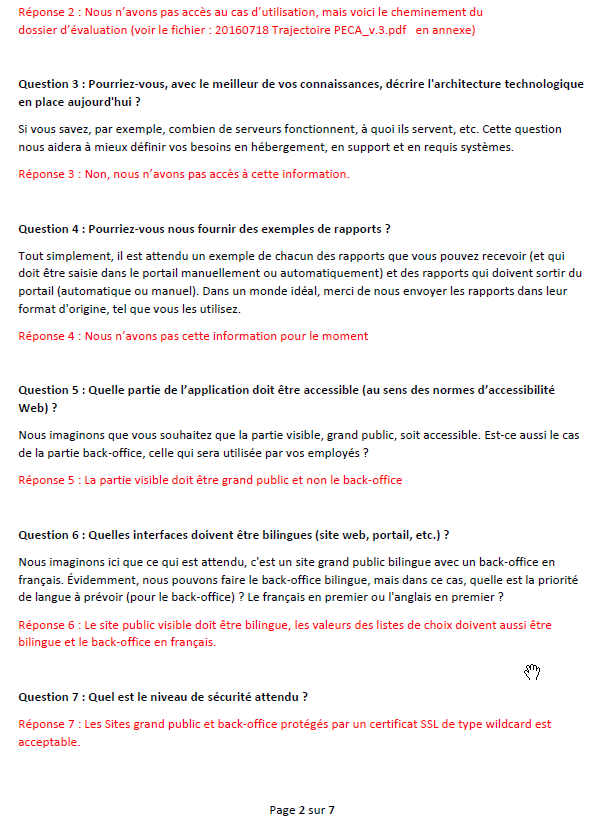 Réponse 2 : Nous n’avons pas accès au cas d’utilisation, mais voici le cheminement du
dossier d’évaluation (voir le fichier : 20160718 Trajectoire PECA_v.3.pdf en annexe)
Question 3 : Pourriez-vous, avec le meilleur de vos connaissances, décrire l'architecture technologique
en place aujourd'hui ?
Si vous savez, par exemple, combien de serveurs fonctionnent, à quoi ils servent, etc. Cette question
nous aidera à mieux définir vos besoins en hébergement, en support et en requis systèmes.
Réponse 3 : Non, nous n’avons pas accès à cette information.
Question 4 : Pourriez-vous nous fournir des exemples de rapports ?
Tout simplement, il est attendu un exemple de chacun des rapports que vous pouvez recevoir (et qui
doit être saisie dans le portail manuellement ou automatiquement) et des rapports qui doivent sortir du
portail (automatique ou manuel). Dans un monde idéal, merci de nous envoyer les rapports dans leur
format d'origine, tel que vous les utilisez.
Réponse 4 : Nous n’avons pas cette information pour le moment
Question 5 : Quelle partie de l’application doit être accessible (au sens des normes d’accessibilité
Web) ?
Nous imaginons que vous souhaitez que la partie visible, grand public, soit accessible. Est-ce aussi le cas
de la partie back-office, celle qui sera utilisée par vos employés ?
Réponse 5 : La partie visible doit être grand public et non le back-office
Question 6 : Quelles interfaces doivent être bilingues (site web, portail, etc.) ?
Nous imaginons ici que ce qui est attendu, c'est un site grand public bilingue avec un back-office en
français. Évidemment, nous pouvons faire le back-office bilingue, mais dans ce cas, quelle est la priorité
de langue à prévoir (pour le back-office) ? Le français en premier ou l'anglais en premier ?
Réponse 6 : Le site public visible doit être bilingue, les valeurs des listes de choix doivent aussi être
bilingue et le back-office en français.
Question 7 : Quel est le niveau de sécurité attendu ?
Réponse 7 : Les Sites grand public et back-office protégés par un certificat SSL de type wildcard est
acceptable.
Page 2 sur 7